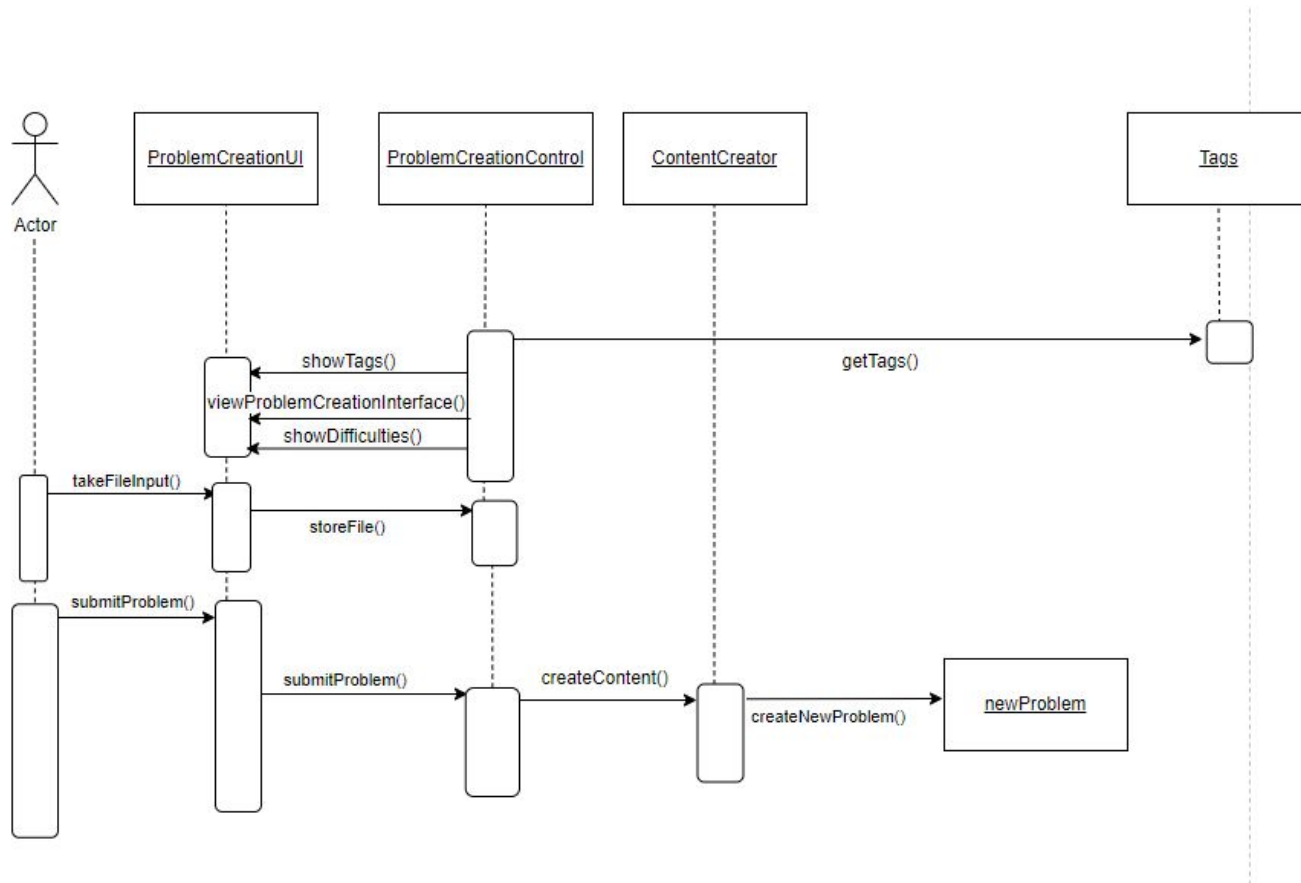 ProblemCreationUI
ProblemCreationControl
ContentCreator
Tags
Actor
showTags()
getTags()
viewProblemCreationInterface()
showDifficulties()
takeFileInput()
storeFile()
submitProblem()
submitProblem()
createContent()
createNewProblem()
newProblem